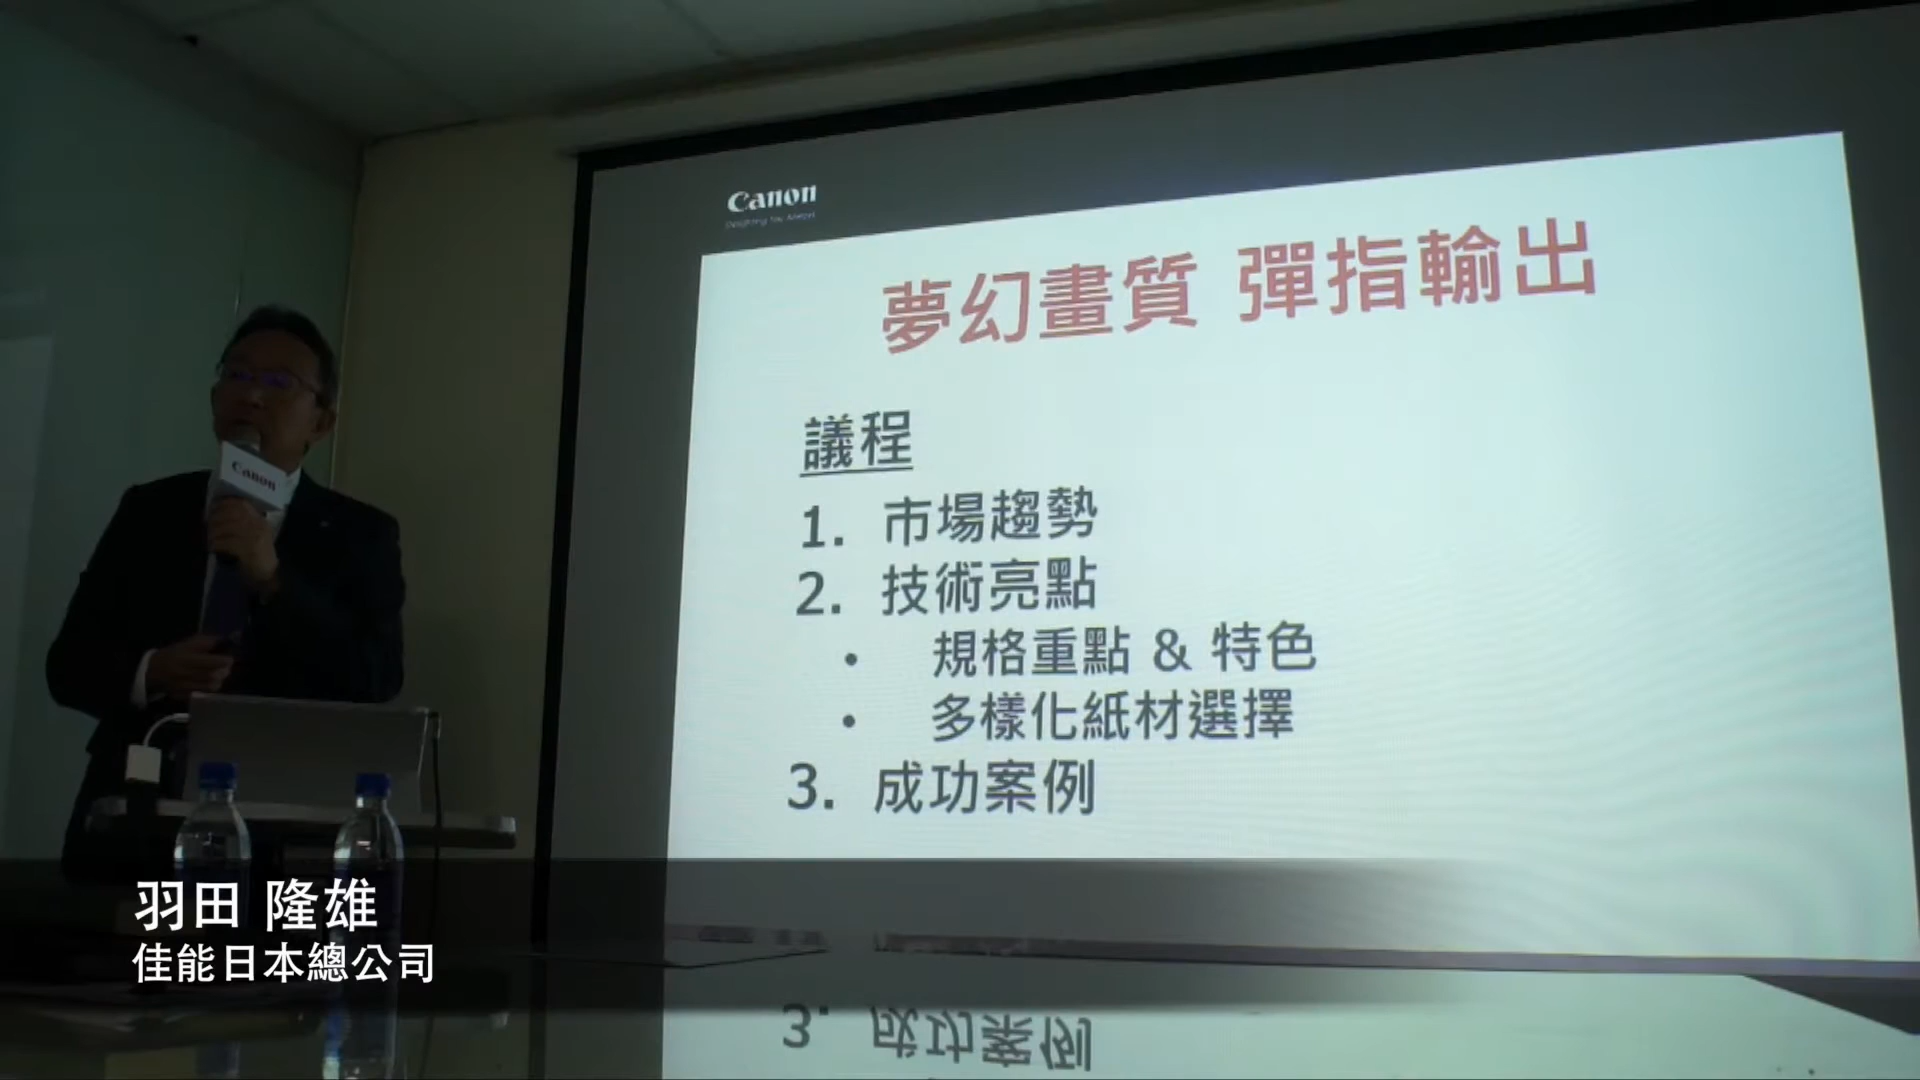 Canon
夢幻畫質 彈指輸出
議程
1. 市場趨勢
2. 技術亮點
• 規格重點 & 特色
• 多樣化紙材選擇
3. 成功案例
Canon
羽田 隆雄
佳能日本總公司
3. 成功案例